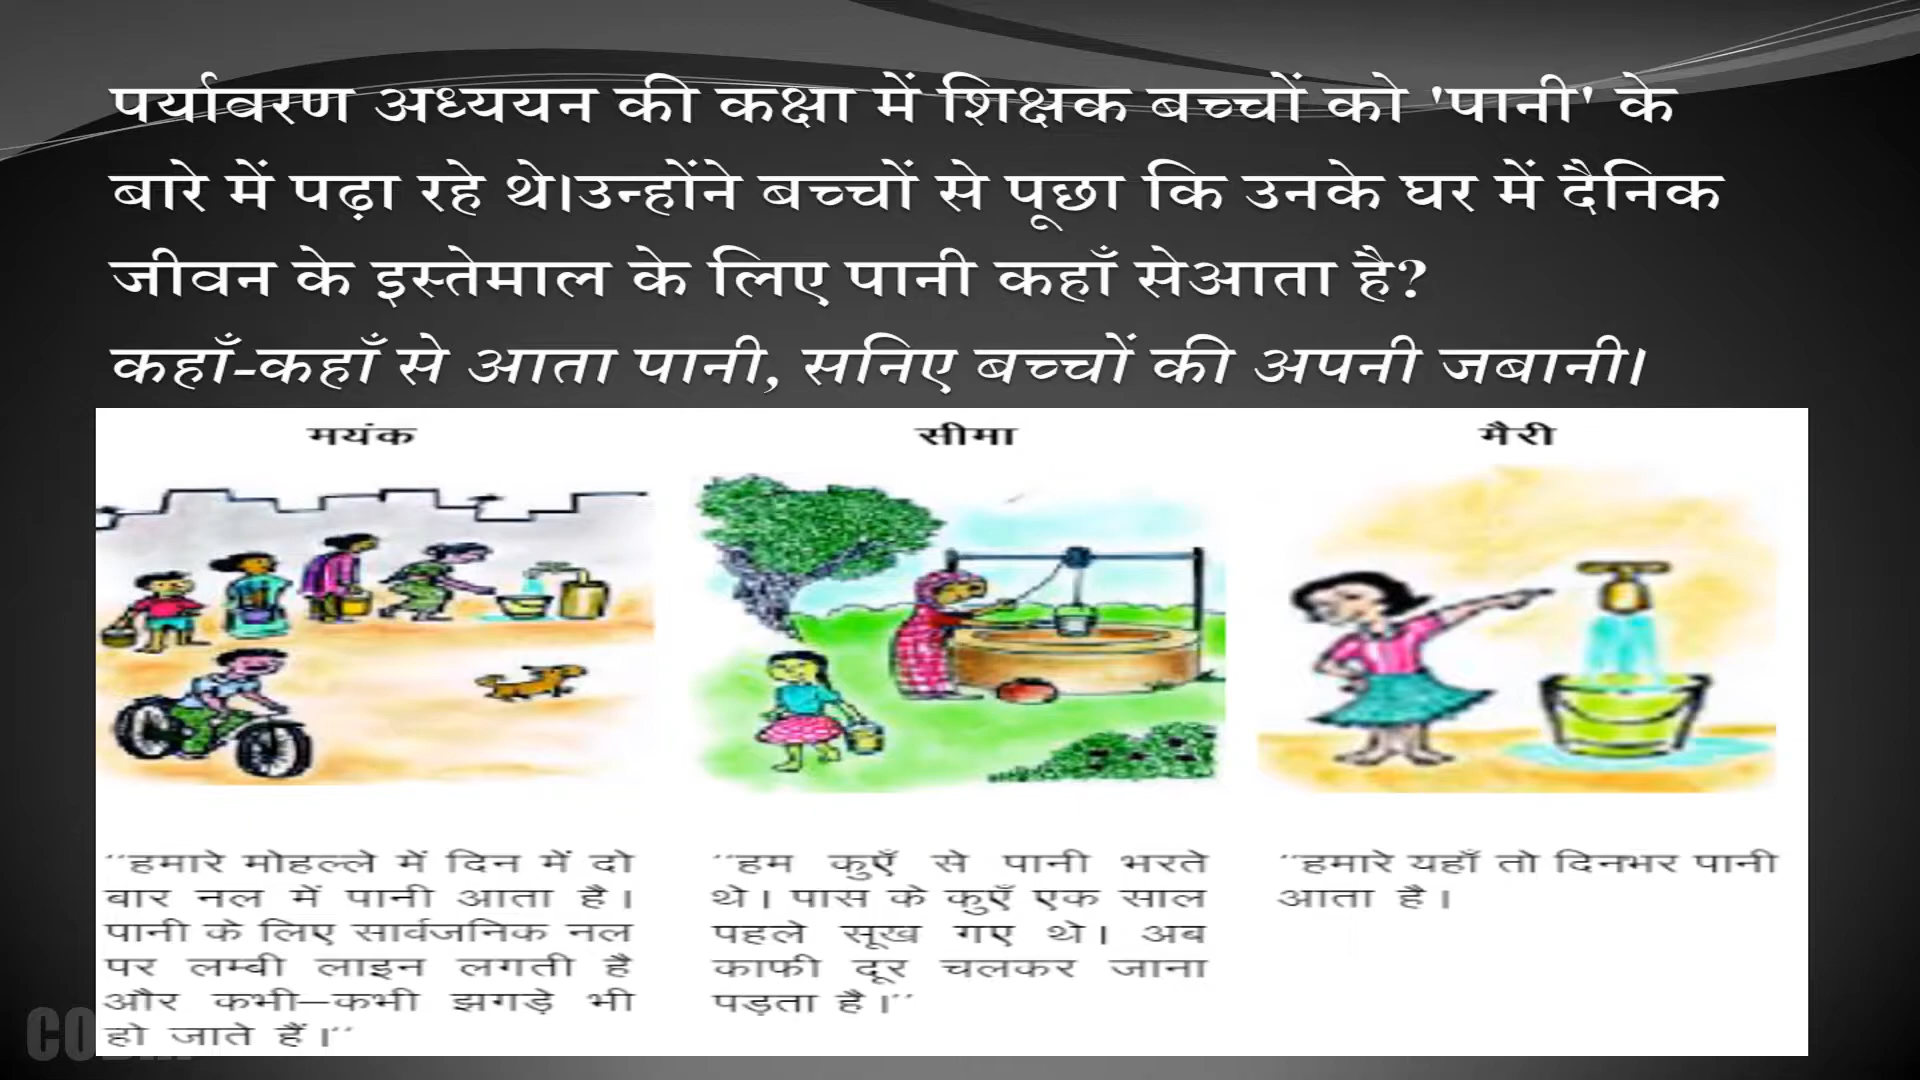 पर्यावरण अध्ययन की कक्षा में शिक्षक बच्चों को 'पानी' के
बारे में पढ़ा रहे थे।उन्होंने बच्चों से पूछा कि उनके घर में दैनिक
जीवन के इस्तेमाल के लिए पानी कहाँ सेआता है?
कहाँ-कहाँ से आता पानी, सनिए बच्चों की अपनी जबानी।
मयंक
"हमारे मोहल्ले में दिन में दो
बार नल में पानी आता है।
पानी के लिए सार्वजनिक नल
पर लम्बी लाइन लगती है
और कभी–कभी झगड़े भी
हो जाते हैं।"
सीमा
"हम कुएँ से पानी भरते
थे। पास के कुएँ एक साल
पहले सूख गए थे। अब
काफी दूर चलकर जाना
पड़ता है।"
मैरी
"हमारे यहाँ तो दिनभर पानी
आता है।